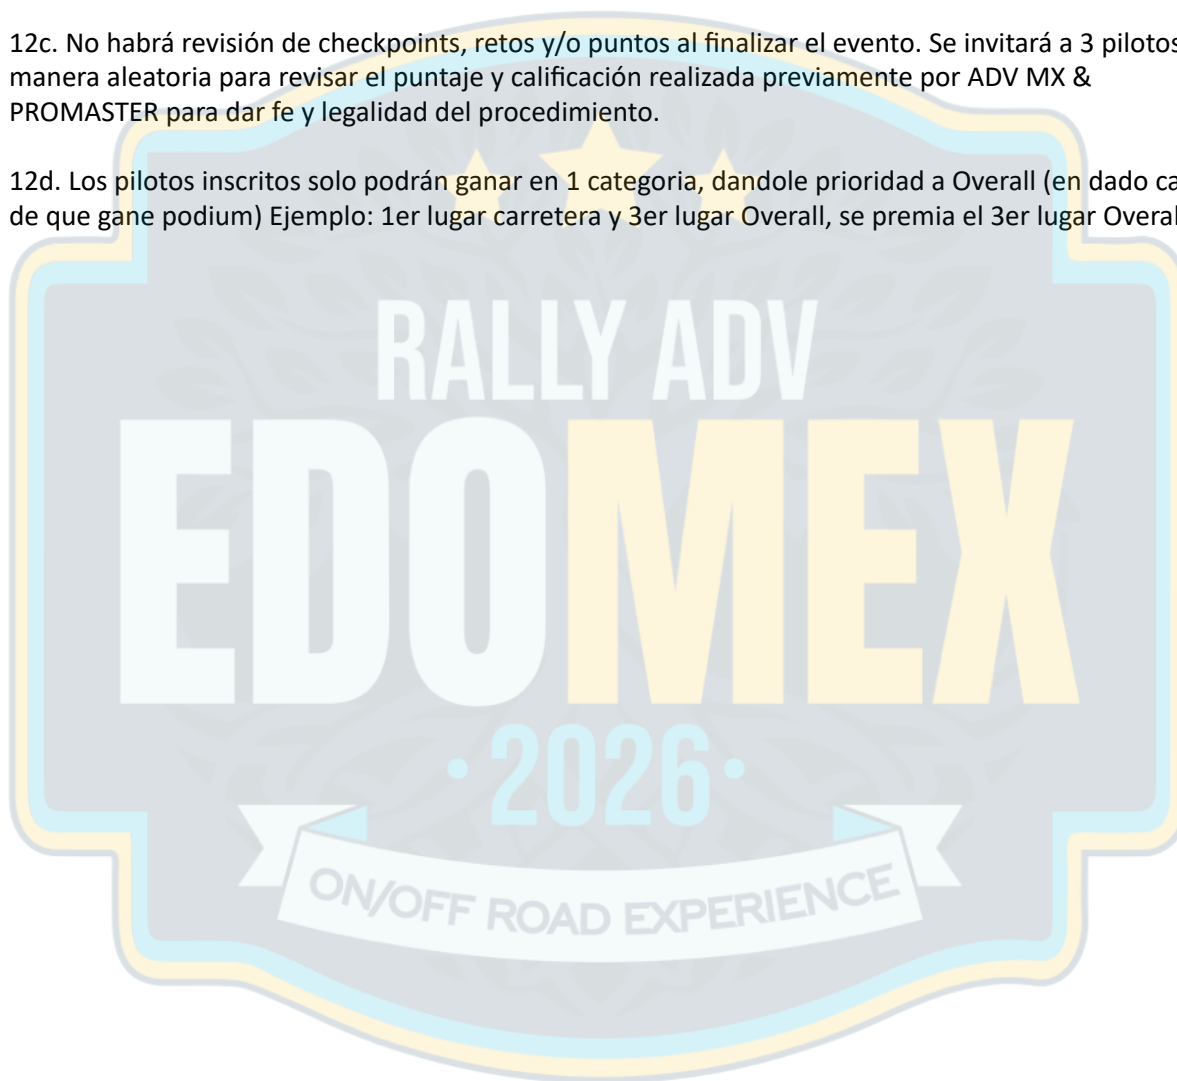 12c. No habrá revisión de checkpoints, retos y/o puntos al finalizar el evento. Se invitará a 3 pilotos
manera aleatoria para revisar el puntaje y calificación realizada previamente por ADV MX &
PROMASTER para dar fe y legalidad del procedimiento.
12d. Los pilotos inscritos solo podrán ganar en 1 categoria, dandole prioridad a Overall (en dado ca
de que gane podium) Ejemplo: 1er lugar carretera y 3er lugar Overall, se premia el 3er lugar Overal
RALLY ADV
EDOMEX
·2026·
ON/OFF ROAD EXPERIENCE